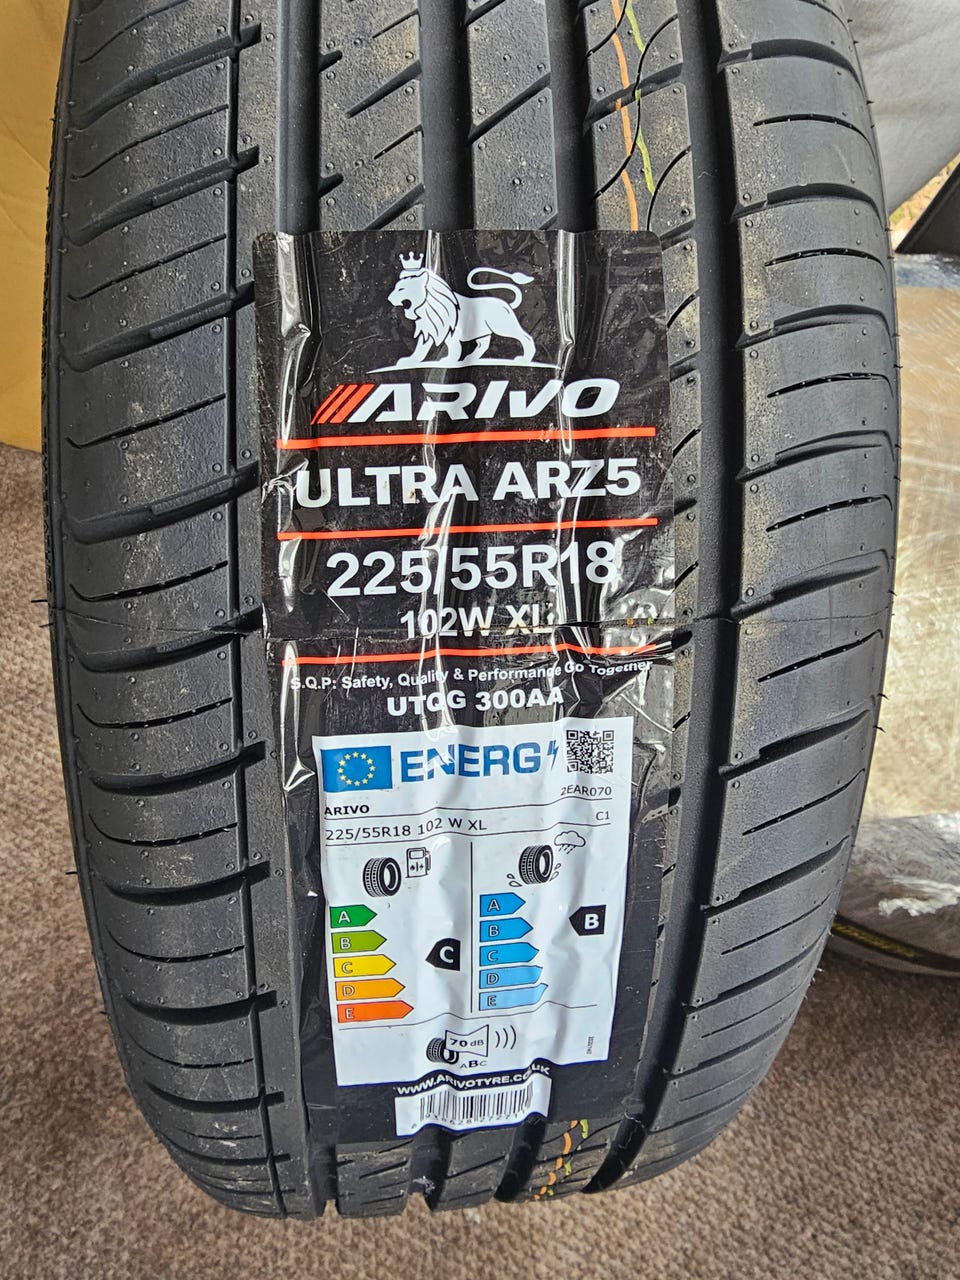 ARIVO
ULTRA ARZ5
225/55R18
102W XL
S.Q.P: Safety, Quality & Performance Go Together
UTQG 300AA
ENERG
2EAR070
ARIVO
225/55R18 102 W XL
C1
A
B
C
D
E
C
A
B
C
D
E
B
70 dB
ABC
WWW.ARIVOTYRE.CO.UK